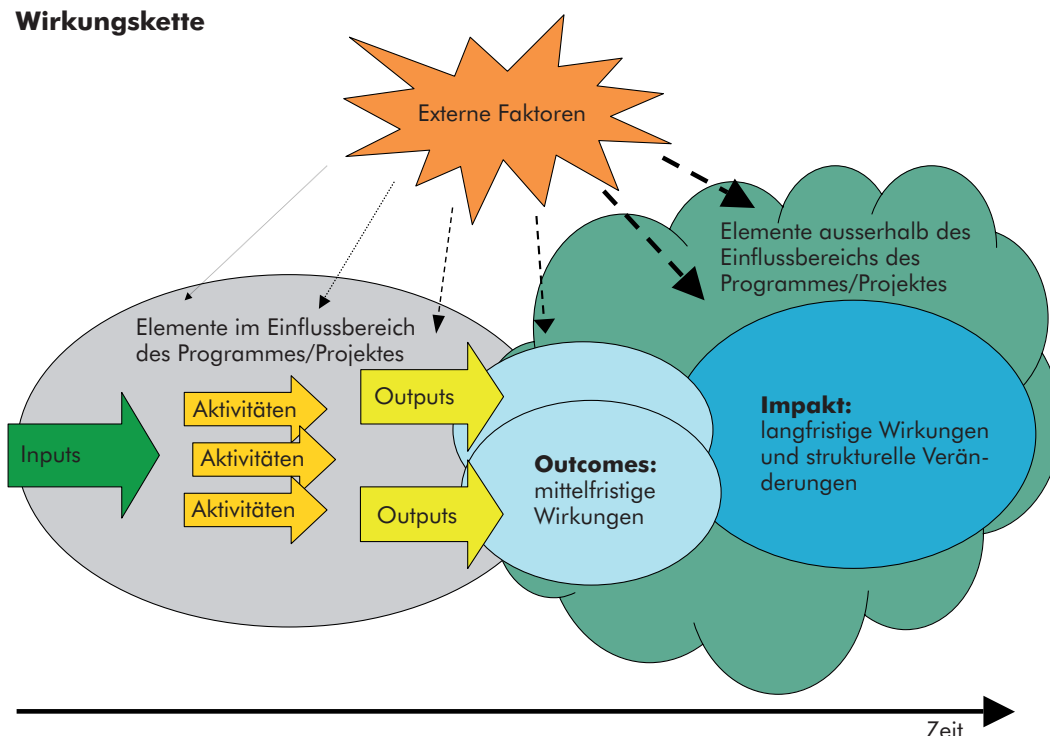 Wirkungskette
Externe Faktoren
Elemente ausserhalb des
Einflussbereichs des
Programmes/Projektes
Elemente im Einflussbereich
des Programmes/Projektes
Inputs
Aktivitäten
Aktivitäten
Aktivitäten
Outputs
Outputs
Outcomes:
mittelfristige
Wirkungen
Impakt:
langfristige Wirkungen
und strukturelle Verän-
derungen
Zeit